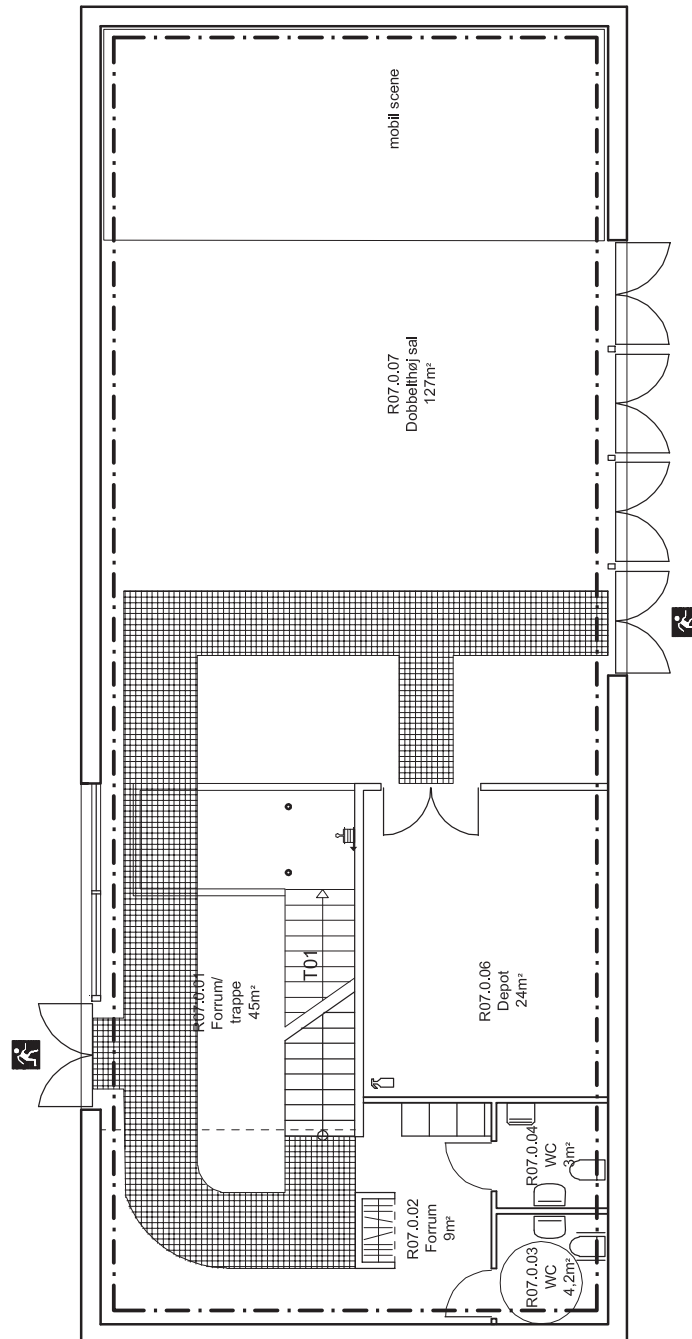 mobil scene
R07.0.07
Dobbelthøj sal
127m²
R07.0.01
Forrum/
trappe
45m²
T01
R07.0.06
Depot
24m²
R07.0.02
Forrum
9m²
R07.0.04
WC
3m²
R07.0.03
WC
4,2m²